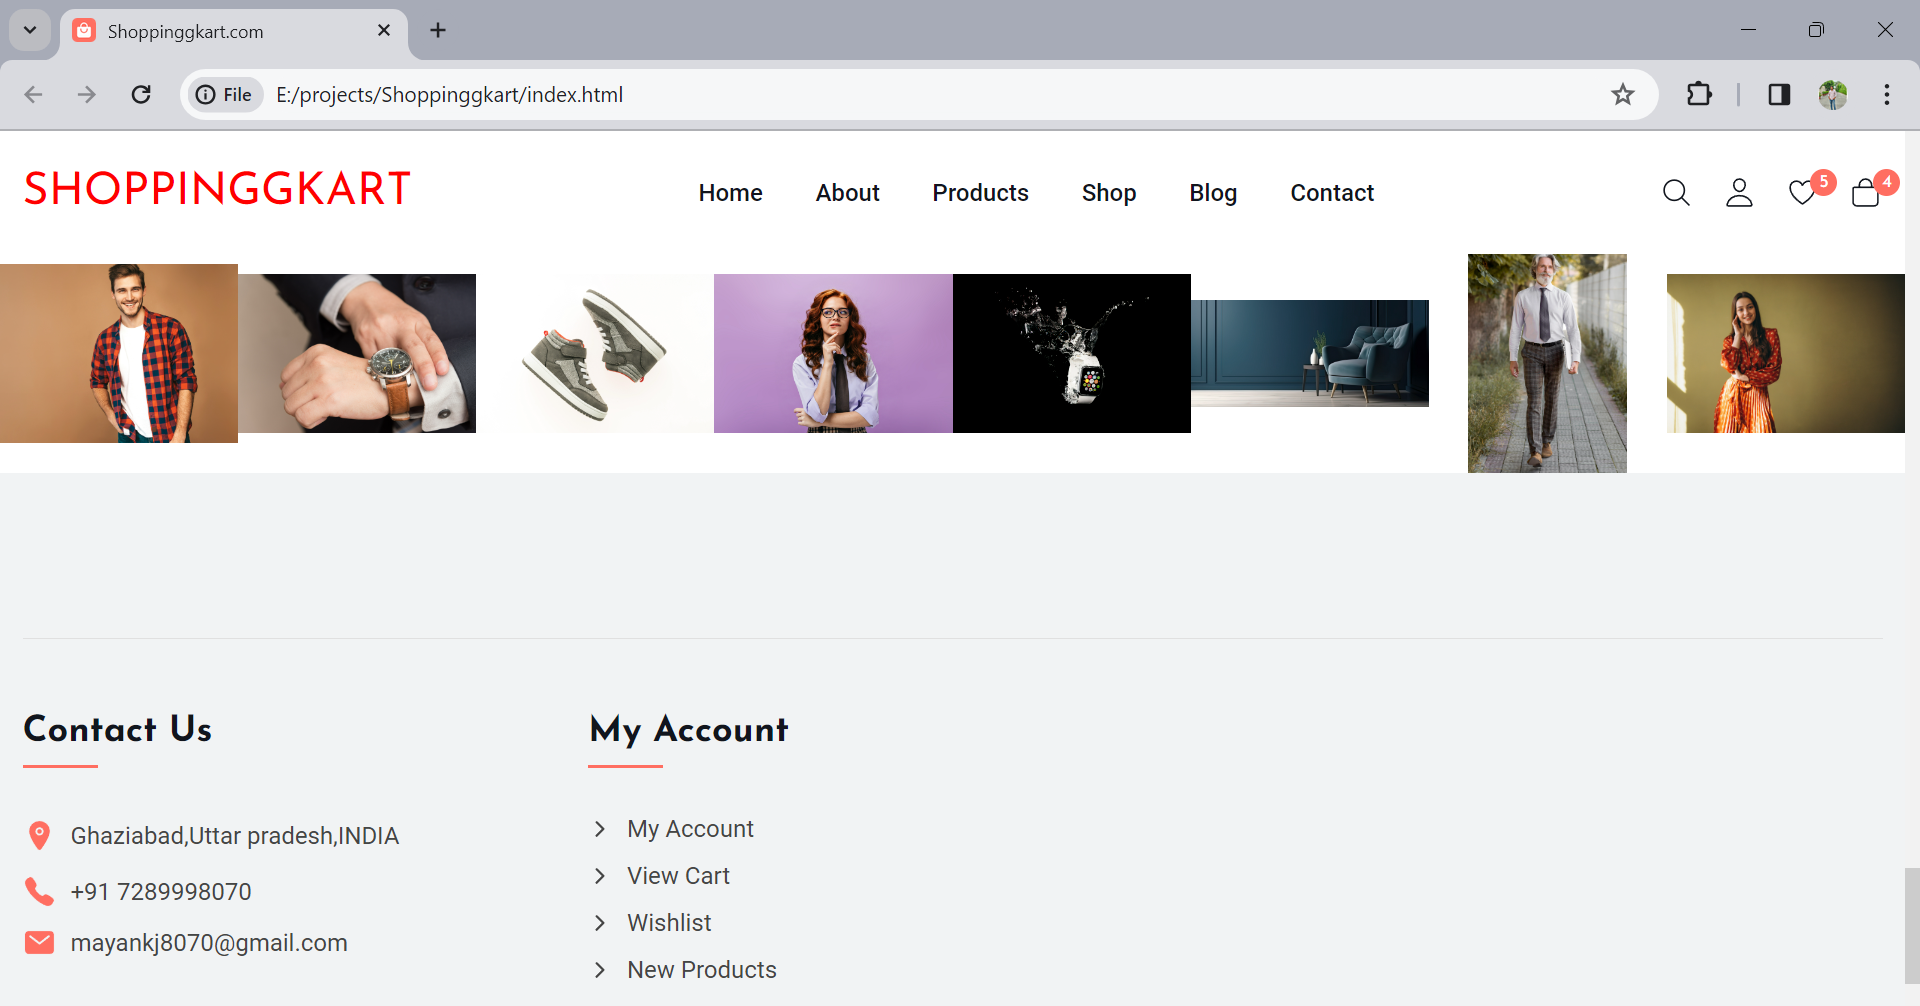 Shoppinggkart.com
File E:/projects/Shoppinggkart/index.html
SHOPPINGGKART Home About Products Shop Blog Contact 5 4
Contact Us
Ghaziabad,Uttar pradesh,INDIA
+91 7289998070
mayankj8070@gmail.com
My Account
My Account
View Cart
Wishlist
New Products